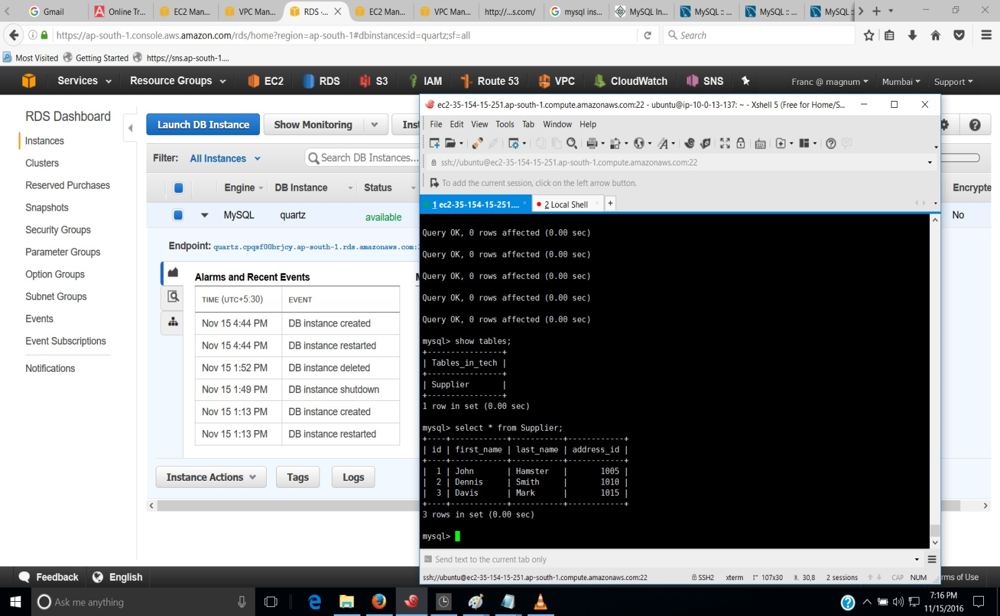 Gmail
Online Tr...
EC2 Man...
VPC Man...
RDS ·...
EC2 Man...
VPC Man...
http://...s.com/
mysql ins...
MySQL In...
MySQL :: ...
MySQL :: ...
MySQL ::
https://ap-south-1.console.aws.amazon.com/rds/home?region=ap-south-1#dbinstances:id=quartz;sf=all
Search
Most Visited
Getting Started
https://sns.ap-south-1....
Services
Resource Groups
EC2
RDS
S3
IAM
Route 53
VPC
CloudWatch
SNS
Franc @ magnum
Mumbai
Support
RDS Dashboard
Instances
Clusters
Reserved Purchases
Snapshots
Security Groups
Parameter Groups
Option Groups
Subnet Groups
Events
Event Subscriptions
Notifications
Launch DB Instance
Show Monitoring
Inst
Filter:
All Instances
Search DB Instances...
Engine
DB Instance
Status
Encrypte
MySQL
quartz
available
No
Endpoint: quartz.cpqsf00brjcy.ap-south-1.rds.amazonaws.com:
Alarms and Recent Events
TIME (UTC+5:30) EVENT
Nov 15 4:44 PM DB instance created
Nov 15 4:44 PM DB instance restarted
Nov 15 1:52 PM DB instance deleted
Nov 15 1:49 PM DB instance shutdown
Nov 15 1:13 PM DB instance created
Nov 15 1:13 PM DB instance restarted
Instance Actions
Tags
Logs
ec2-35-154-15-251.ap-south-1.compute.amazonaws.com:22 - ubuntu@ip-10-0-13-137: ~ - Xshell 5 (Free for Home/S...
File Edit View Tools Tab Window Help
ssh://ubuntu@ec2-35-154-15-251.ap-south-1.compute.amazonaws.com:22
To add the current session, click on the left arrow button.
1 ec2-35-154-15-251....
2 Local Shell
+
Query OK, 0 rows affected (0.00 sec)
Query OK, 0 rows affected (0.00 sec)
Query OK, 0 rows affected (0.00 sec)
Query OK, 0 rows affected (0.00 sec)
Query OK, 0 rows affected (0.00 sec)
mysql> show tables;
+----------------+
| Tables_in_tech |
+----------------+
| Supplier       |
+----------------+
1 row in set (0.00 sec)
mysql> select * from Supplier;
+----+------------+-----------+------------+
| id | first_name | last_name | address_id |
+----+------------+-----------+------------+
|  1 | John       | Hamster   |       1005 |
|  2 | Dennis     | Smith     |       1010 |
|  3 | Davis      | Mark      |       1015 |
+----+------------+-----------+------------+
3 rows in set (0.00 sec)
mysql>
Send text to the current tab only
ssh://ubuntu@ec2-35-154-15-251.ap-south-1.compute.amazonaws.com:22
SSH2
xterm
107x30
30,8
2 sessions
CAP
NUM
Feedback
English
rms of Use
Ask me anything
7:16 PM
11/15/2016